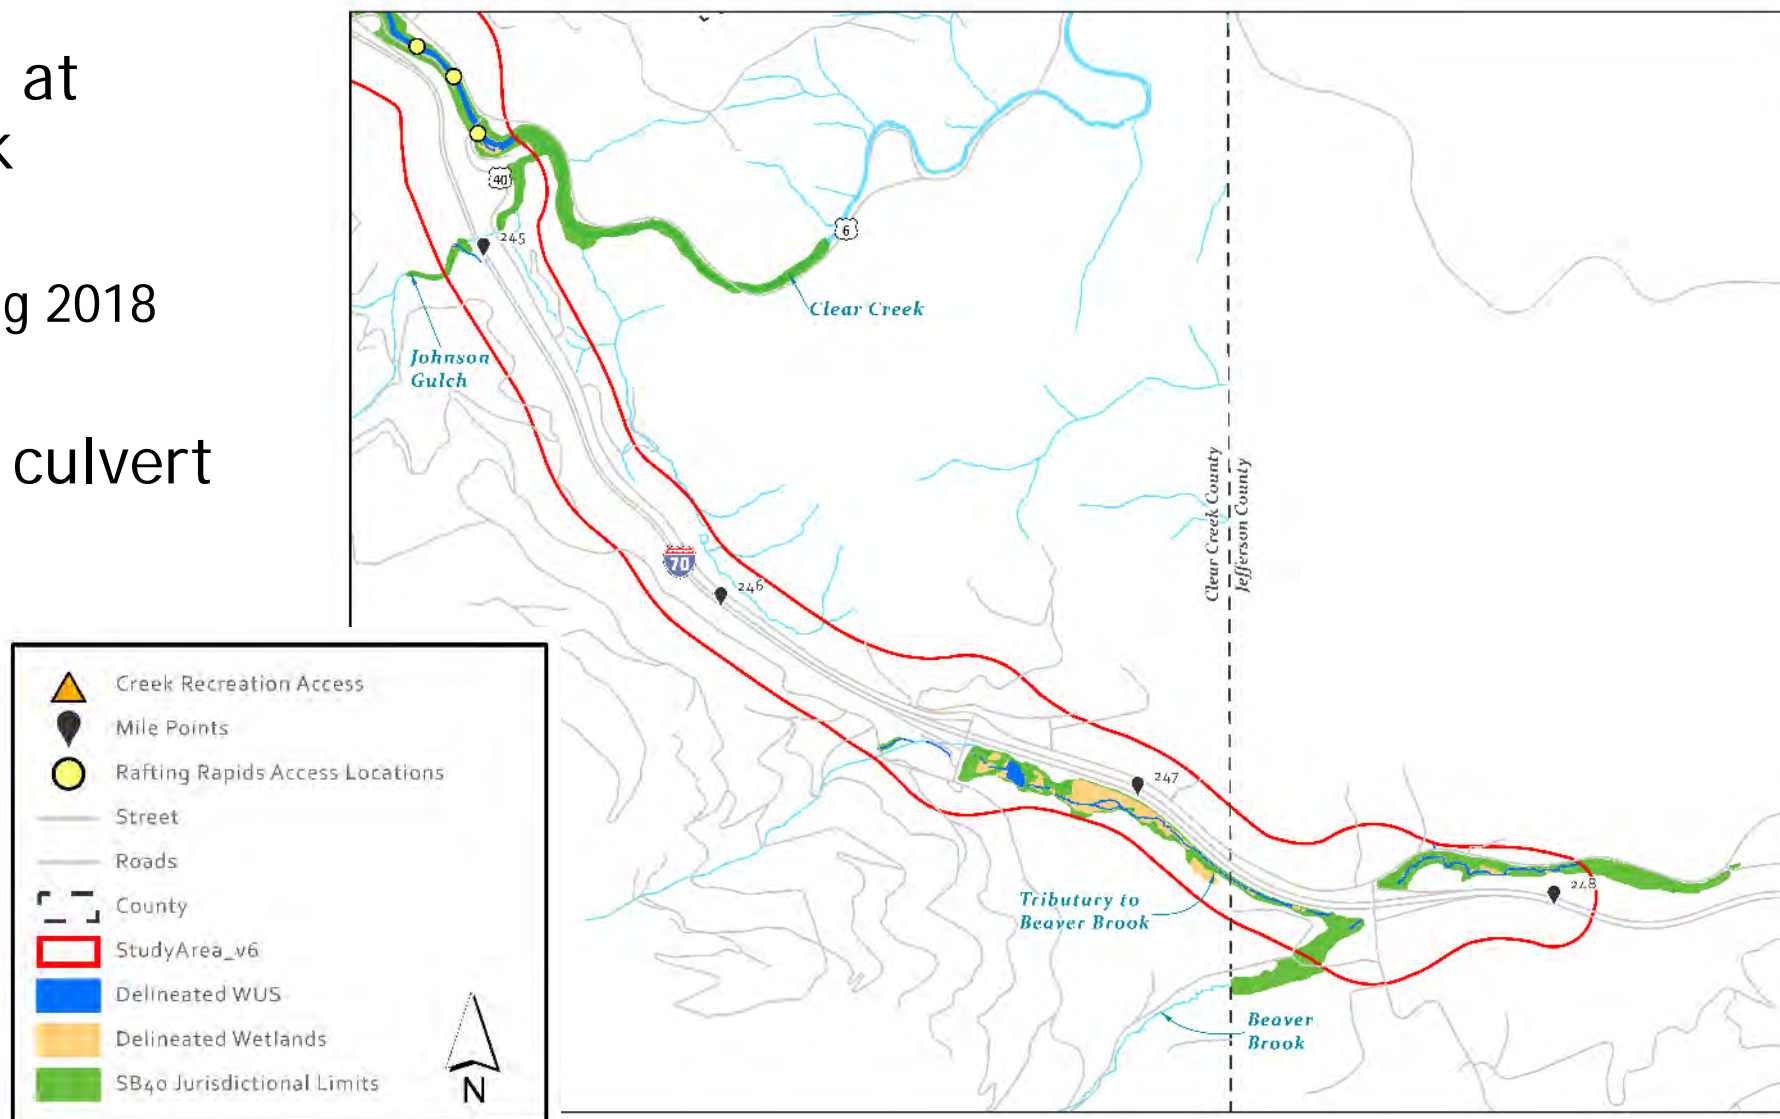 at
k
g 2018
culvert
40
245
6
Clear Creek
Johnson
Gulch
70
246
Clear Creek County
Jefferson County
247
248
Tributary to
Beaver Brook
Beaver
Brook
Creek Recreation Access
Mile Points
Rafting Rapids Access Locations
Street
Roads
County
StudyArea_v6
Delineated WUS
Delineated Wetlands
SB40 Jurisdictional Limits
N